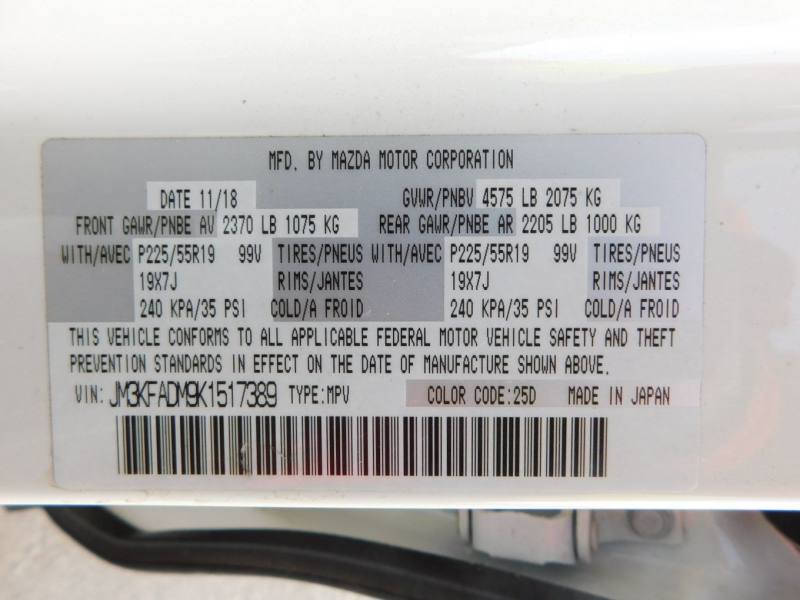 MFD. BY MAZDA MOTOR CORPORATION
DATE 11/18 GVWR/PNBV 4575 LB 2075 KG
FRONT GAWR/PNBE AV 2370 LB 1075 KG REAR GAWR/PNBE AR 2205 LB 1000 KG
WITH/AVEC P225/55R19 99V TIRES/PNEUS WITH/AVEC P225/55R19 99V TIRES/PNEUS
19X7J RIMS/JANTES 19X7J RIMS/JANTES
240 KPA/35 PSI COLD/A FROID 240 KPA/35 PSI COLD/A FROID
THIS VEHICLE CONFORMS TO ALL APPLICABLE FEDERAL MOTOR VEHICLE SAFETY AND THEFT
PREVENTION STANDARDS IN EFFECT ON THE DATE OF MANUFACTURE SHOWN ABOVE.
VIN: JM3KFADM9K1517389 TYPE:MPV COLOR CODE:25D MADE IN JAPAN